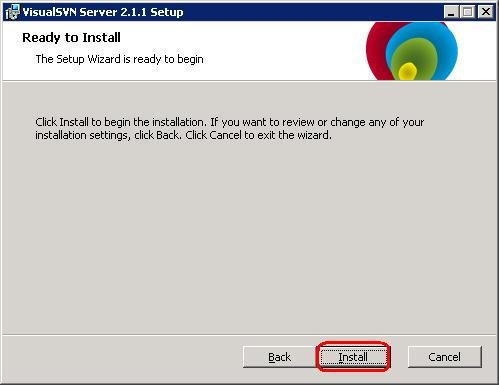 VisualSVN Server 2.1.1 Setup
Ready to Install
The Setup Wizard is ready to begin
Click Install to begin the installation. If you want to review or change any of your
installation settings, click Back. Click Cancel to exit the wizard.
Back
Install
Cancel